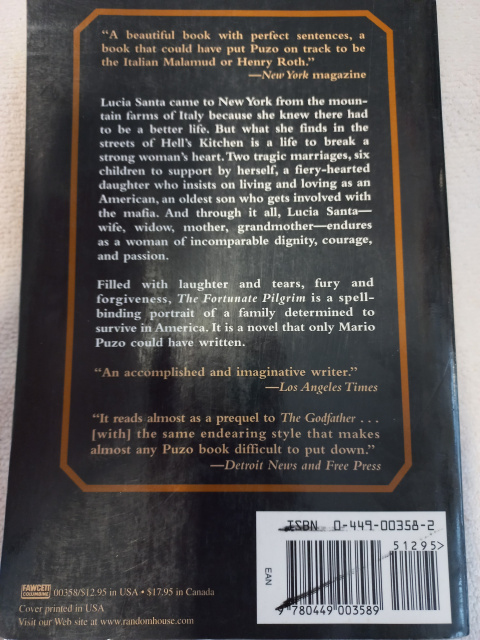 “A beautiful book with perfect sentences, a
book that could have put Puzo on track to be
the Italian Malamud or Henry Roth.”
—New York magazine
Lucia Santa came to New York from the moun-
tain farms of Italy because she knew there had
to be a better life. But what she finds in the
streets of Hell’s Kitchen is a life to break a
strong woman’s heart. Two tragic marriages, six
children to support by herself, a fiery-hearted
daughter who insists on living and loving as an
American, an oldest son who gets involved with
the mafia. And through it all, Lucia Santa—
wife, widow, mother, grandmother—endures
as a woman of incomparable dignity, courage,
and passion.
Filled with laughter and tears, fury and
forgiveness, The Fortunate Pilgrim is a spell-
binding portrait of a family determined to
survive in America. It is a novel that only Mario
Puzo could have written.
“An accomplished and imaginative writer.”
—Los Angeles Times
“It reads almost as a prequel to The Godfather . . .
[with] the same endearing style that makes
almost any Puzo book difficult to put down.”
—Detroit News and Free Press
ISBN 0-449-00358-2
51295>
EAN
9 780449 003589
FAWCETT
COLUMBINE
00358/$12.95 in USA • $17.95 in Canada
Cover printed in USA
Visit our Web site at www.randomhouse.com